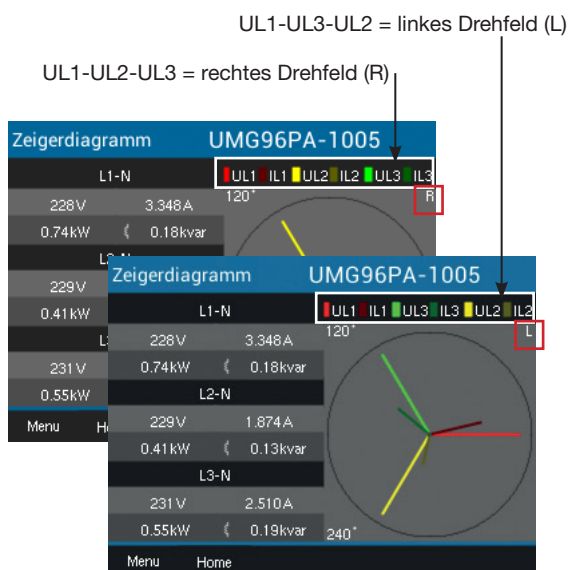 UL1-UL3-UL2 = linkes Drehfeld (L)
UL1-UL2-UL3 = rechtes Drehfeld (R)
Zeigerdiagramm UMG96PA-1005
L1-N UL1 IL1 UL2 IL2 UL3 IL3
228V 3.348A 120° R
0.74kW 0.18kvar
229V
0.41kW
231V
0.55kW
Menu
Zeigerdiagramm UMG96PA-1005
L1-N UL1 IL1 UL3 IL3 UL2 IL2
228V 3.348A 120° L
0.74kW 0.18kvar
L2-N
229V 1.874A
0.41kW 0.13kvar
L3-N
231V 2.510A
0.55kW 0.19kvar 240°
Menu Home